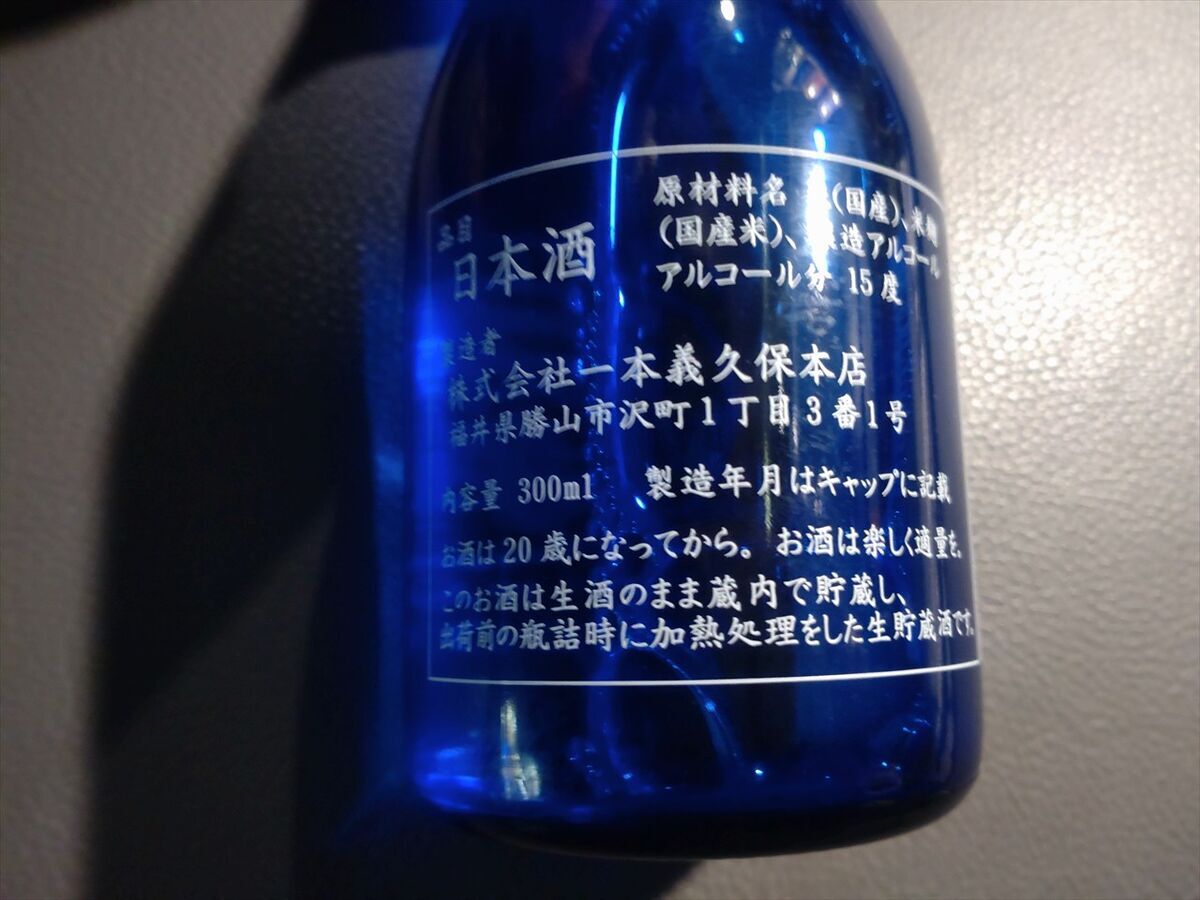 品目
日本酒
原材料名 米(国産)、米麹
(国産米)、醸造アルコール
アルコール分 15度
製造者
株式会社一本義久保本店
福井県勝山市沢町1丁目3番1号
内容量 300ml 製造年月はキャップに記載
お酒は20歳になってから。 お酒は楽しく適量を。
このお酒は生酒のまま蔵内で貯蔵し、
出荷前の瓶詰時に加熱処理をした生貯蔵酒です。